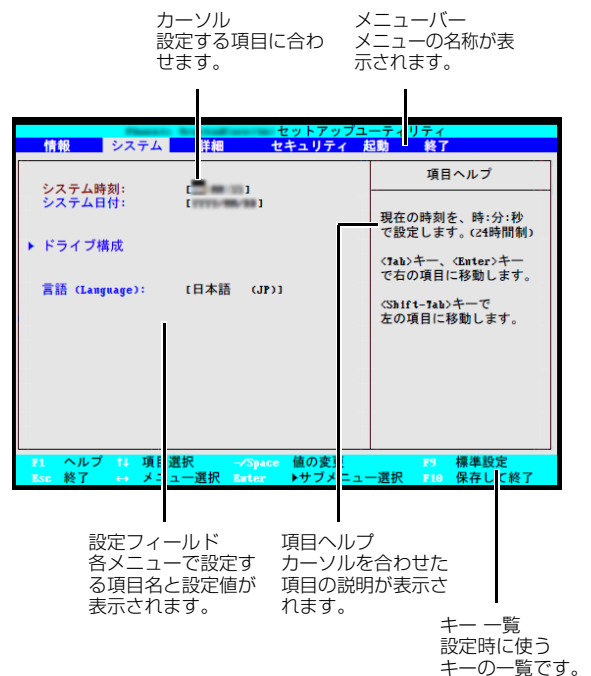 カーソル
設定する項目に合わ
せます。
メニューバー
メニューの名称が表
示されます。
セットアップユーティリティ
情報 システム 詳細 セキュリティ 起動 終了
システム時刻:
システム日付:
▶ ドライブ構成
言語 (Language): [日本語 (JP)]
項目ヘルプ
現在の時刻を、時:分:秒
で設定します。(24時間制)
<Tab>キー、<Enter>キー
で右の項目に移動します。
<Shift-Tab>キーで
左の項目に移動します。
F1 ヘルプ ↑↓ 項目選択 -/Space 値の変更 F9 標準設定
Esc 終了 ↔ メニュー選択 Enter ▶サブメニュー選択 F10 保存して終了
設定フィールド
各メニューで設定す
る項目名と設定値が
表示されます。
項目ヘルプ
カーソルを合わせた
項目の説明が表示さ
れます。
キー 一覧
設定時に使う
キーの一覧です。